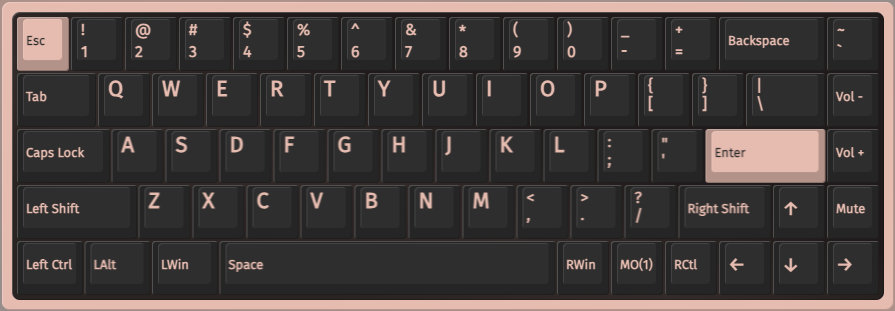 Esc ! @ # $ % ^ & * ( ) _ + Backspace ~
1 2 3 4 5 6 7 8 9 0 - = `
Tab Q W E R T Y U I O P { } | Vol -
[ ] \
Caps Lock A S D F G H J K L : " Enter Vol +
; '
Left Shift Z X C V B N M < > ? Right Shift ↑ Mute
, . /
Left Ctrl LAlt LWin Space RWin MO(1) RCtl ← ↓ →